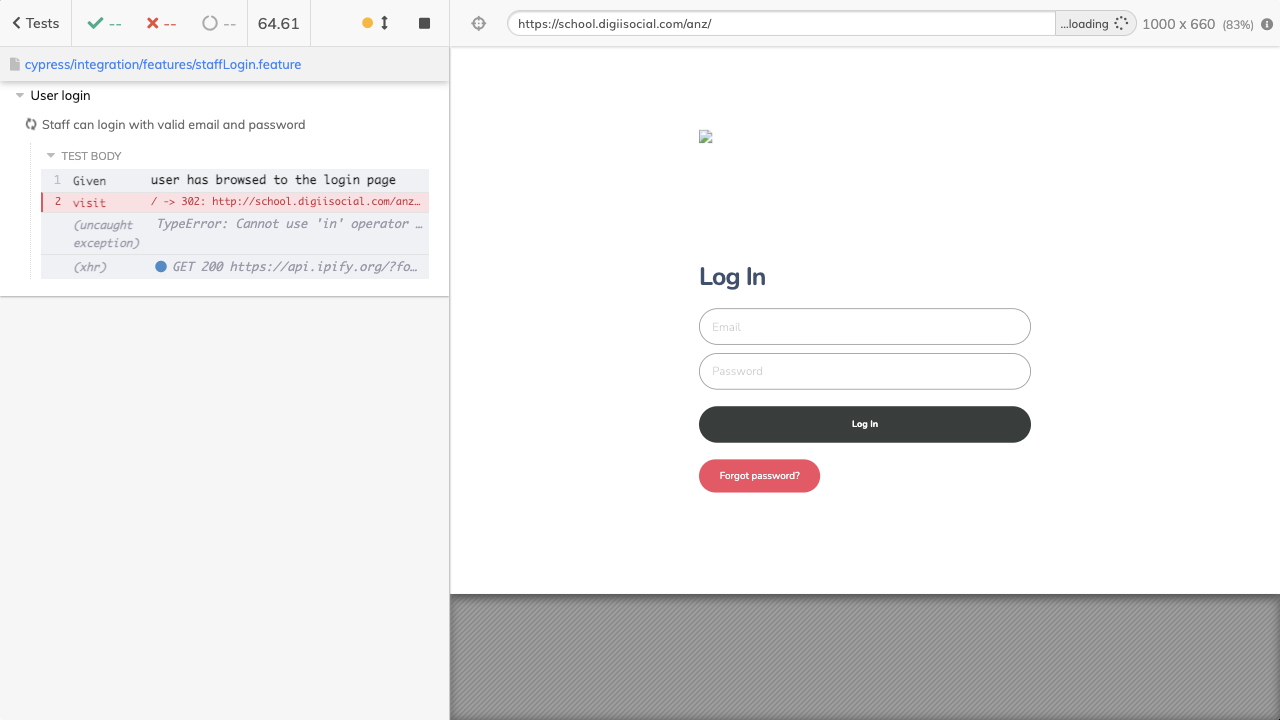 Tests
--
--
--
64.61
https://school.digiisocial.com/anz/
...loading
1000 x 660 (83%)
cypress/integration/features/staffLogin.feature
User login
Staff can login with valid email and password
TEST BODY
1 Given user has browsed to the login page
2 visit / -> 302: http://school.digiisocial.com/anz…
(uncaught exception) TypeError: Cannot use 'in' operator …
(xhr) GET 200 https://api.ipify.org/?fo…
Log In
Email
Password
Log In
Forgot password?